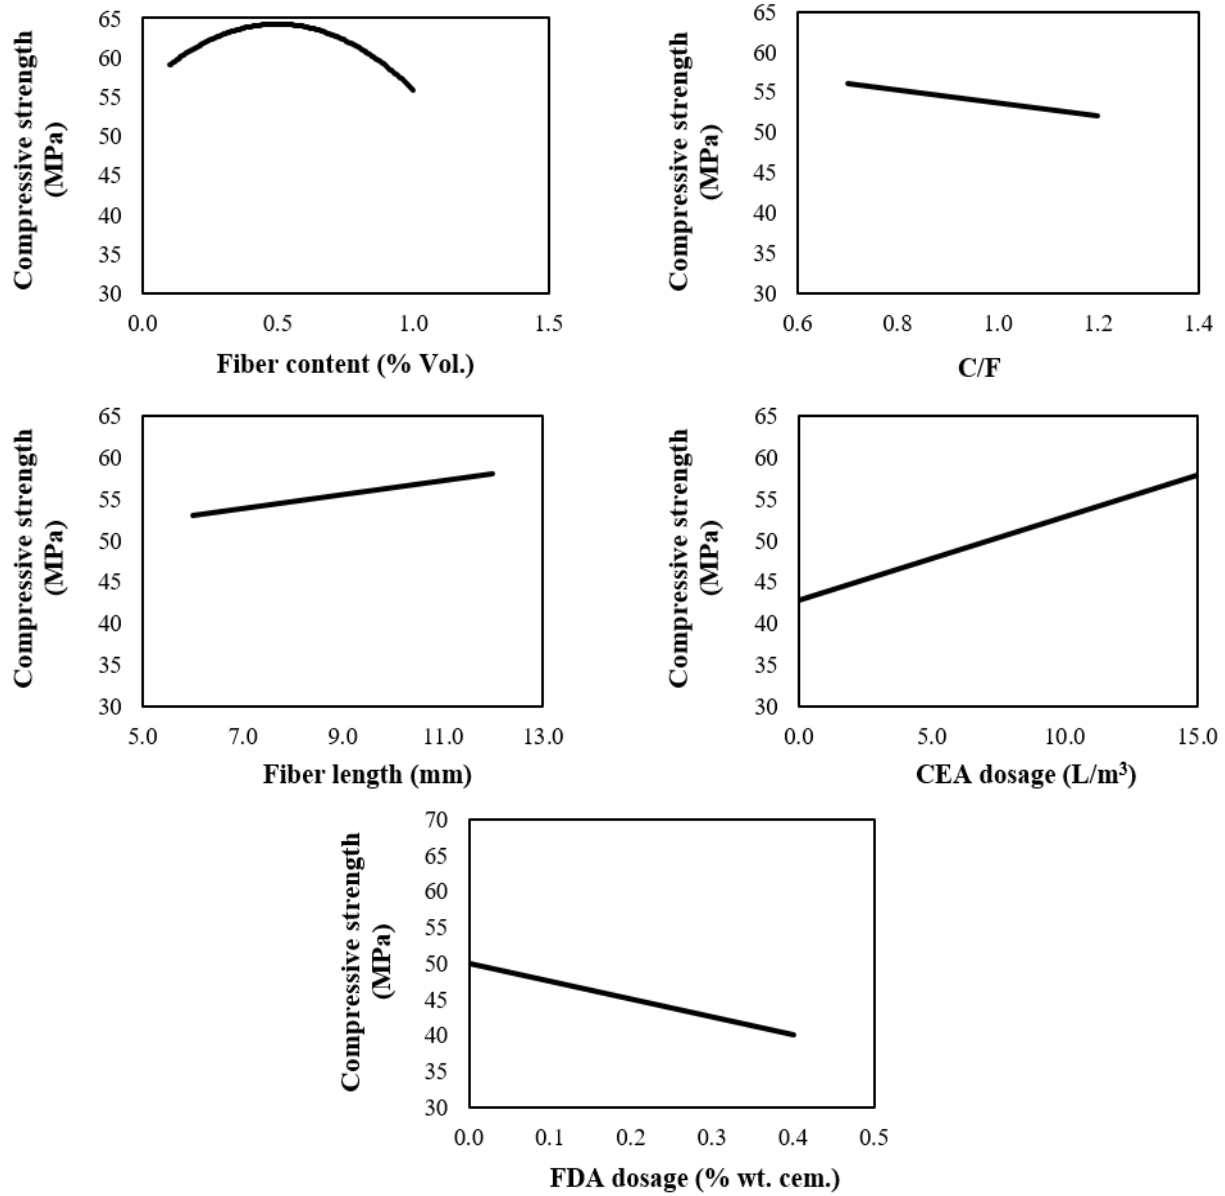 Compressive strength
(MPa)
65
60
55
50
45
40
35
30
0.0 0.5 1.0 1.5
Fiber content (% Vol.)
Compressive strength
(MPa)
65
60
55
50
45
40
35
30
0.6 0.8 1.0 1.2 1.4
C/F
Compressive strength
(MPa)
65
60
55
50
45
40
35
30
5.0 7.0 9.0 11.0 13.0
Fiber length (mm)
Compressive strength
(MPa)
65
60
55
50
45
40
35
30
0.0 5.0 10.0 15.0
CEA dosage (L/m³)
Compressive strength
(MPa)
70
65
60
55
50
45
40
35
30
0.0 0.1 0.2 0.3 0.4 0.5
FDA dosage (% wt. cem.)